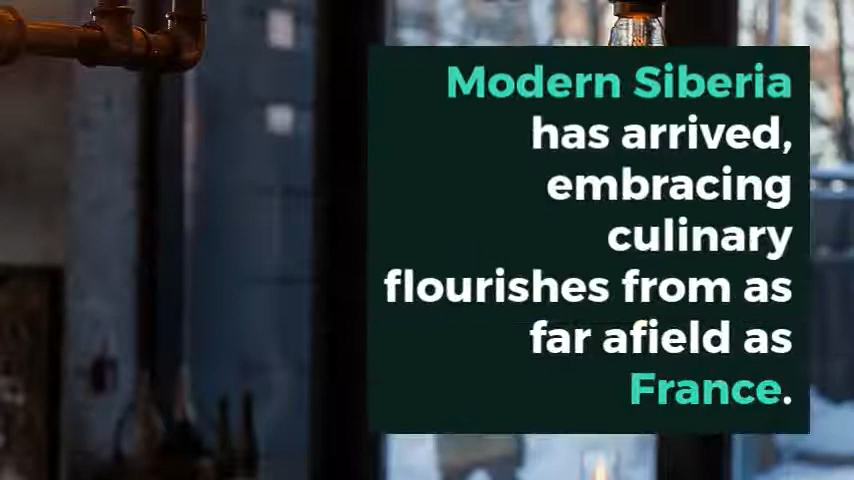 Modern Siberia
has arrived,
embracing
culinary
flourishes from as
far afield as
France.